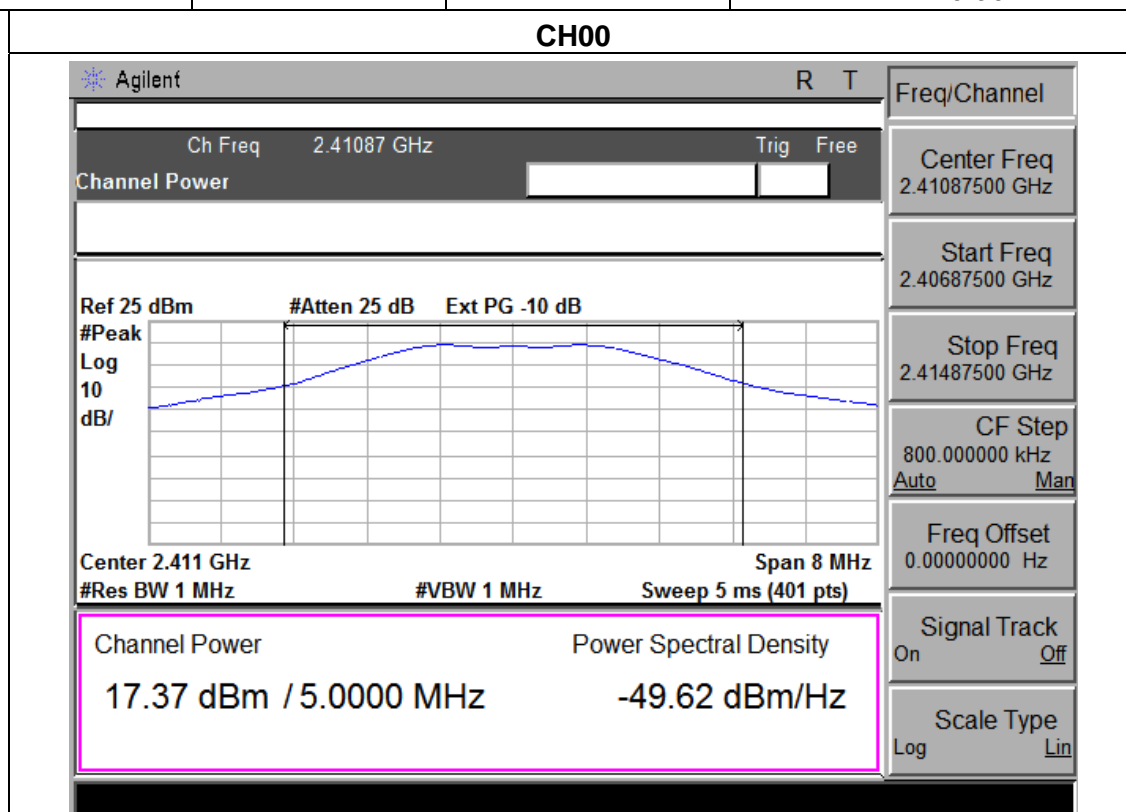 CH00
Agilent
R T
Freq/Channel
Ch Freq 2.41087 GHz Trig Free
Channel Power
Center Freq
2.41087500 GHz
Start Freq
2.40687500 GHz
Ref 25 dBm #Atten 25 dB Ext PG -10 dB
#Peak
Log
10
dB/
Stop Freq
2.41487500 GHz
CF Step
800.000000 kHz
Auto Man
Center 2.411 GHz Span 8 MHz
#Res BW 1 MHz #VBW 1 MHz Sweep 5 ms (401 pts)
Freq Offset
0.00000000 Hz
Channel Power Power Spectral Density
17.37 dBm / 5.0000 MHz -49.62 dBm/Hz
Signal Track
On Off
Scale Type
Log Lin